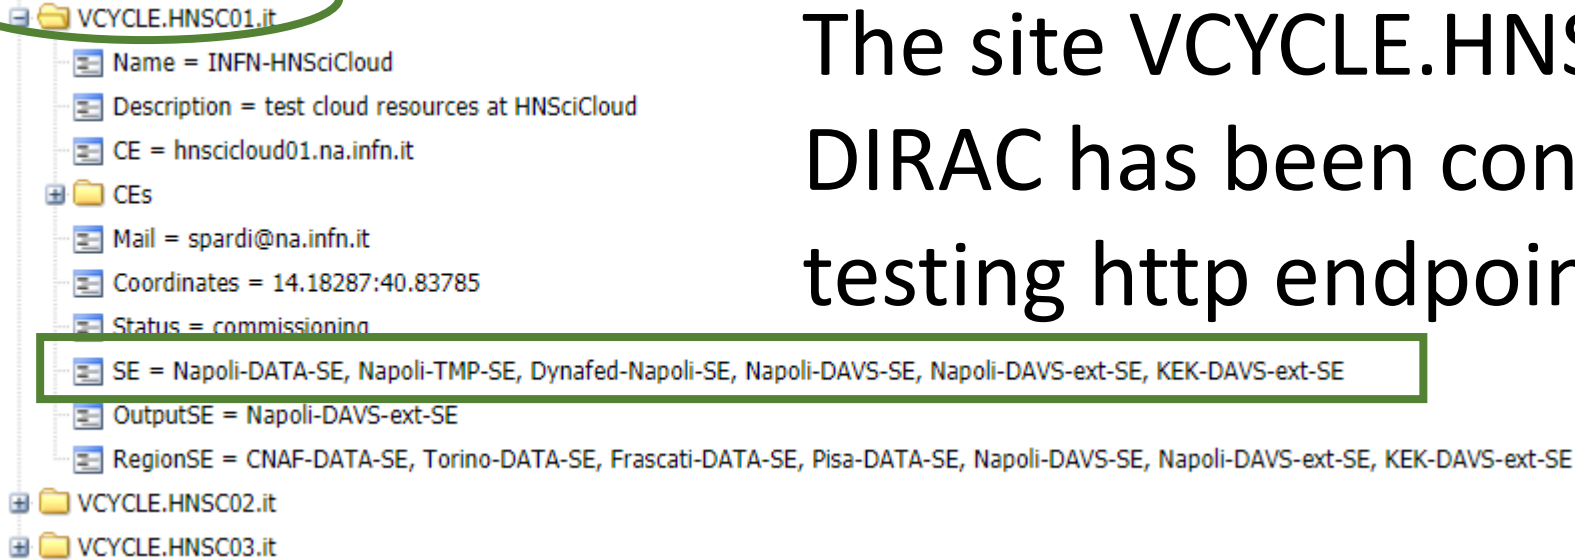 VCYCLE.HNSC01.it
Name = INFN-HNSciCloud
Description = test cloud resources at HNSciCloud
CE = hnscicloud01.na.infn.it
CEs
Mail = spardi@na.infn.it
Coordinates = 14.18287:40.83785
Status = commissioning
SE = Napoli-DATA-SE, Napoli-TMP-SE, Dynafed-Napoli-SE, Napoli-DAVS-SE, Napoli-DAVS-ext-SE, KEK-DAVS-ext-SE
OutputSE = Napoli-DAVS-ext-SE
RegionSE = CNAF-DATA-SE, Torino-DATA-SE, Frascati-DATA-SE, Pisa-DATA-SE, Napoli-DAVS-SE, Napoli-DAVS-ext-SE, KEK-DAVS-ext-SE
VCYCLE.HNSC02.it
VCYCLE.HNSC03.it
The site VCYCLE.HNS
DIRAC has been con
testing http endpoin